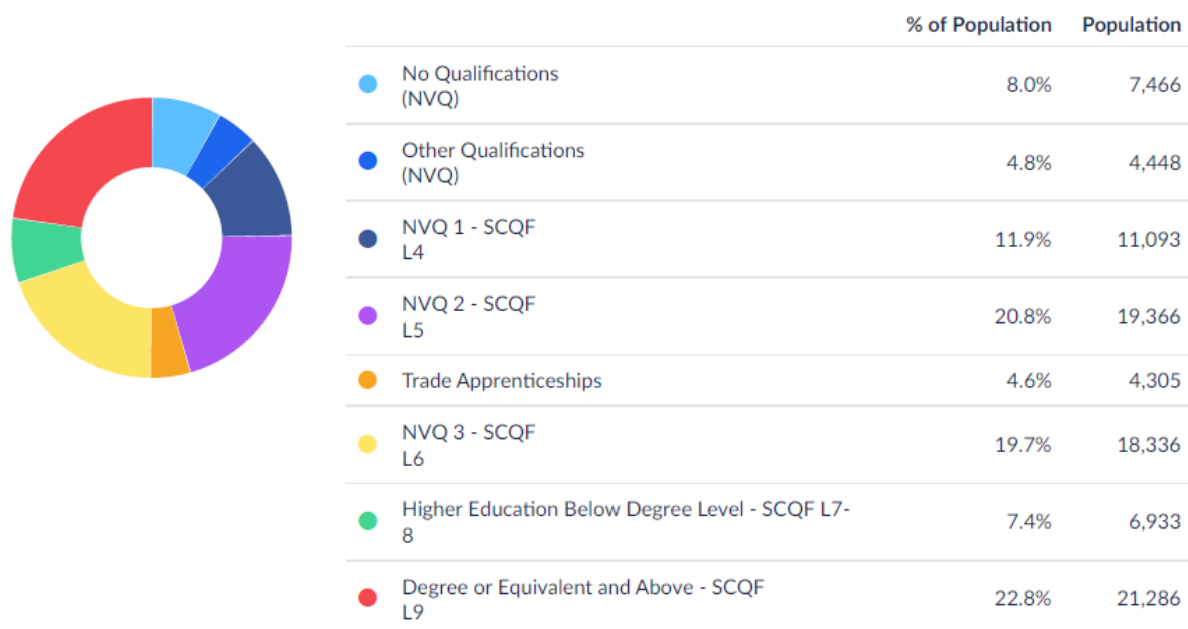 % of Population Population
No Qualifications
(NVQ)
8.0% 7,466
Other Qualifications
(NVQ)
4.8% 4,448
NVQ 1 - SCQF
L4
11.9% 11,093
NVQ 2 - SCQF
L5
20.8% 19,366
Trade Apprenticeships 4.6% 4,305
NVQ 3 - SCQF
L6
19.7% 18,336
Higher Education Below Degree Level - SCQF L7-
8
7.4% 6,933
Degree or Equivalent and Above - SCQF
L9
22.8% 21,286